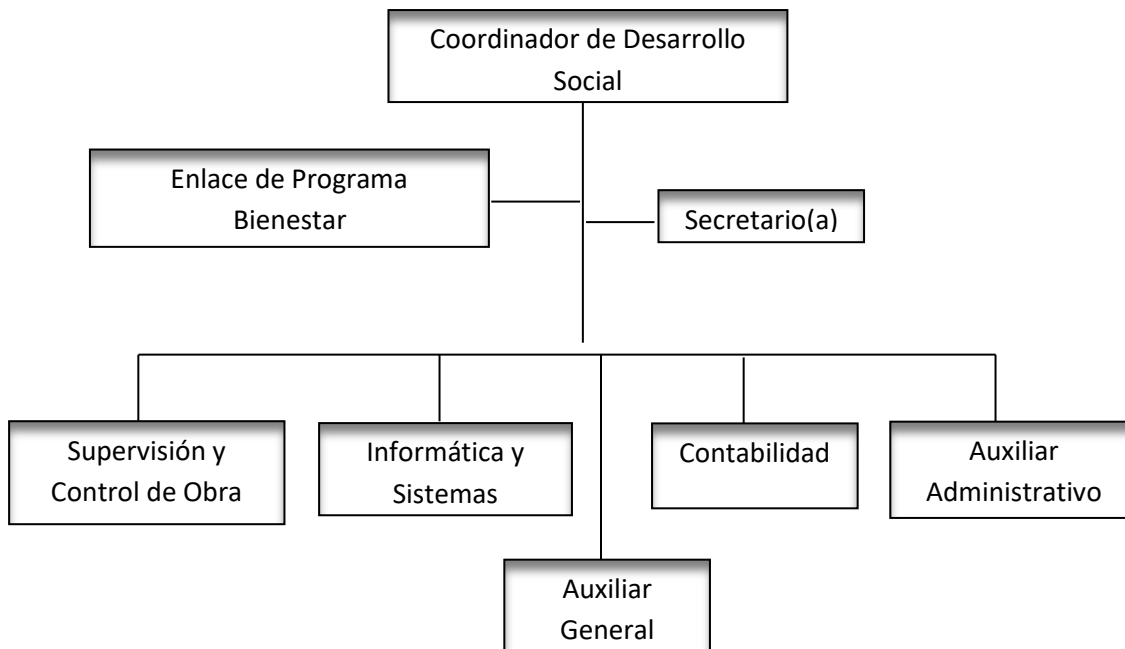 Coordinador de Desarrollo
Social
Enlace de Programa
Bienestar
Secretario(a)
Supervisión y
Control de Obra
Informática y
Sistemas
Contabilidad
Auxiliar
Administrativo
Auxiliar
General